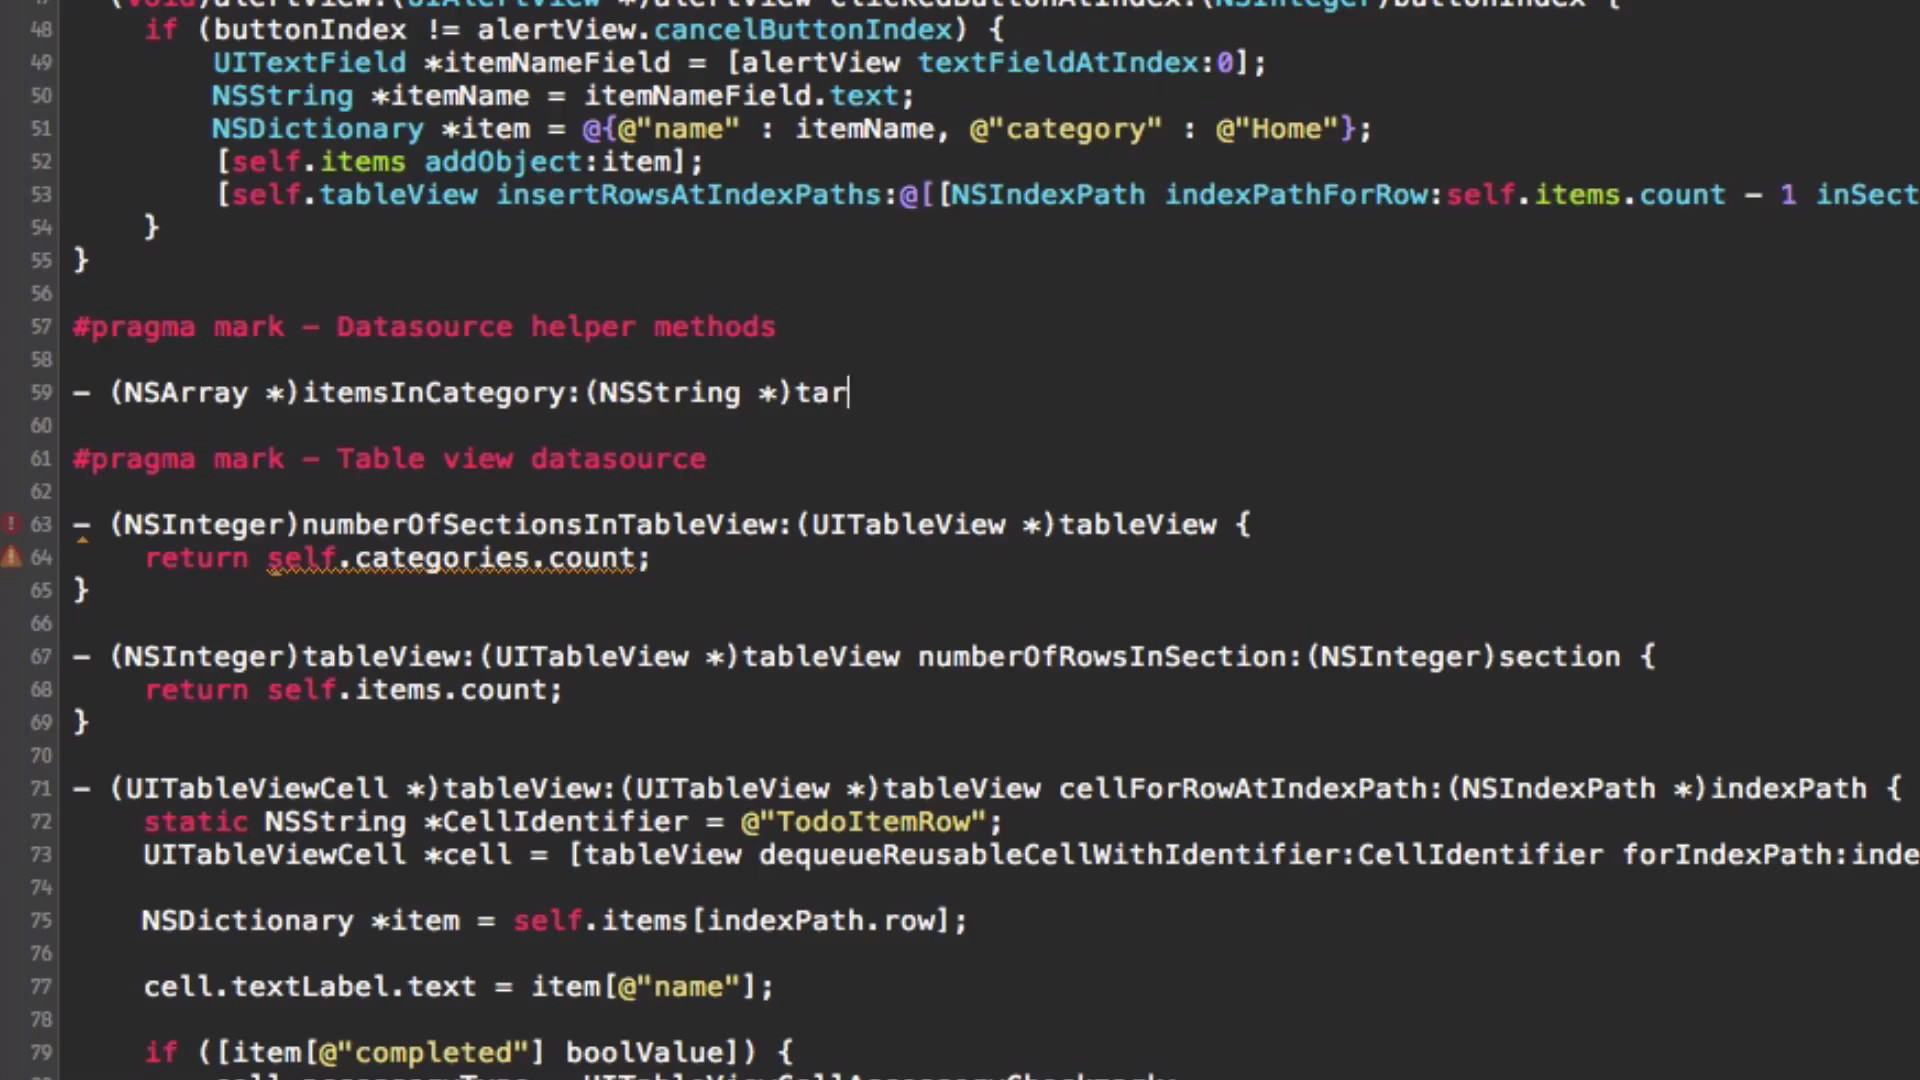 48 if (buttonIndex != alertView.cancelButtonIndex) {
49 UITextField *itemNameField = [alertView textFieldAtIndex:0];
50 NSString *itemName = itemNameField.text;
51 NSDictionary *item = @{@"name" : itemName, @"category" : @"Home"};
52 [self.items addObject:item];
53 [self.tableView insertRowsAtIndexPaths:@[[NSIndexPath indexPathForRow:self.items.count - 1 inSect
54 }
55 }
56
57 #pragma mark - Datasource helper methods
58
59 - (NSArray *)itemsInCategory:(NSString *)tar
60
61 #pragma mark - Table view datasource
62
63 - (NSInteger)numberOfSectionsInTableView:(UITableView *)tableView {
64 return self.categories.count;
65 }
66
67 - (NSInteger)tableView:(UITableView *)tableView numberOfRowsInSection:(NSInteger)section {
68 return self.items.count;
69 }
70
71 - (UITableViewCell *)tableView:(UITableView *)tableView cellForRowAtIndexPath:(NSIndexPath *)indexPath {
72 static NSString *CellIdentifier = @"TodoItemRow";
73 UITableViewCell *cell = [tableView dequeueReusableCellWithIdentifier:CellIdentifier forIndexPath:inde
74
75 NSDictionary *item = self.items[indexPath.row];
76
77 cell.textLabel.text = item[@"name"];
78
79 if ([item[@"completed"] boolValue]) {